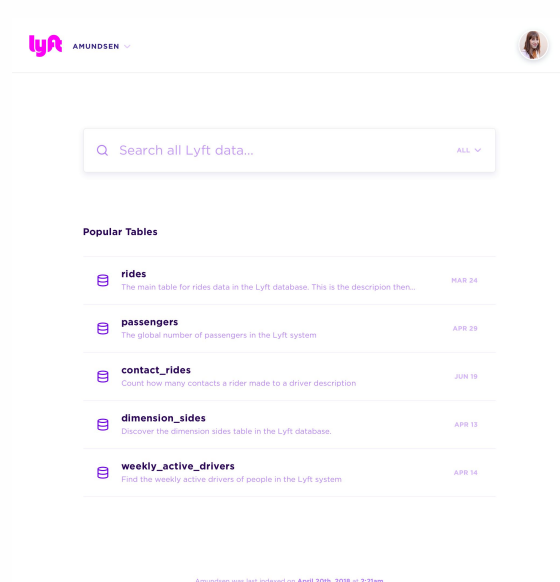 lyft AMUNDSEN
Search all Lyft data...
ALL
Popular Tables
rides
The main table for rides data in the Lyft database. This is the descripion then...
MAR 24
passengers
The global number of passengers in the Lyft system
APR 29
contact_rides
Count how many contacts a rider made to a driver description
JUN 19
dimension_sides
Discover the dimension sides table in the Lyft database.
APR 13
weekly_active_drivers
Find the weekly active drivers of people in the Lyft system
APR 14
Amundsen was last indexed on April 20th, 2018 at 2:21am